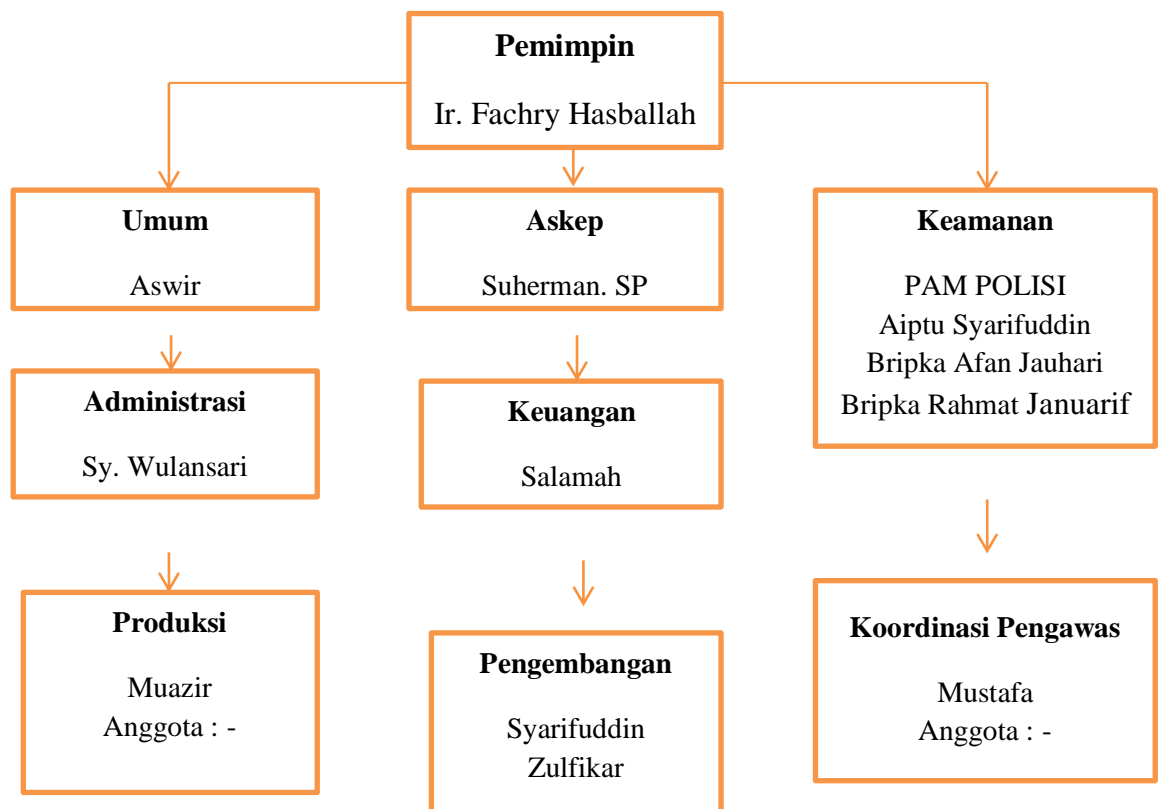 Pemimpin
Ir. Fachry Hasballah
Umum
Aswir
Askep
Suherman. SP
Keamanan
PAM POLISI
Aiptu Syarifuddin
Bripka Afan Jauhari
Bripka Rahmat Januarif
Administrasi
Sy. Wulansari
Keuangan
Salamah
Produksi
Muazir
Anggota : -
Pengembangan
Syarifuddin
Zulfikar
Koordinasi Pengawas
Mustafa
Anggota : -